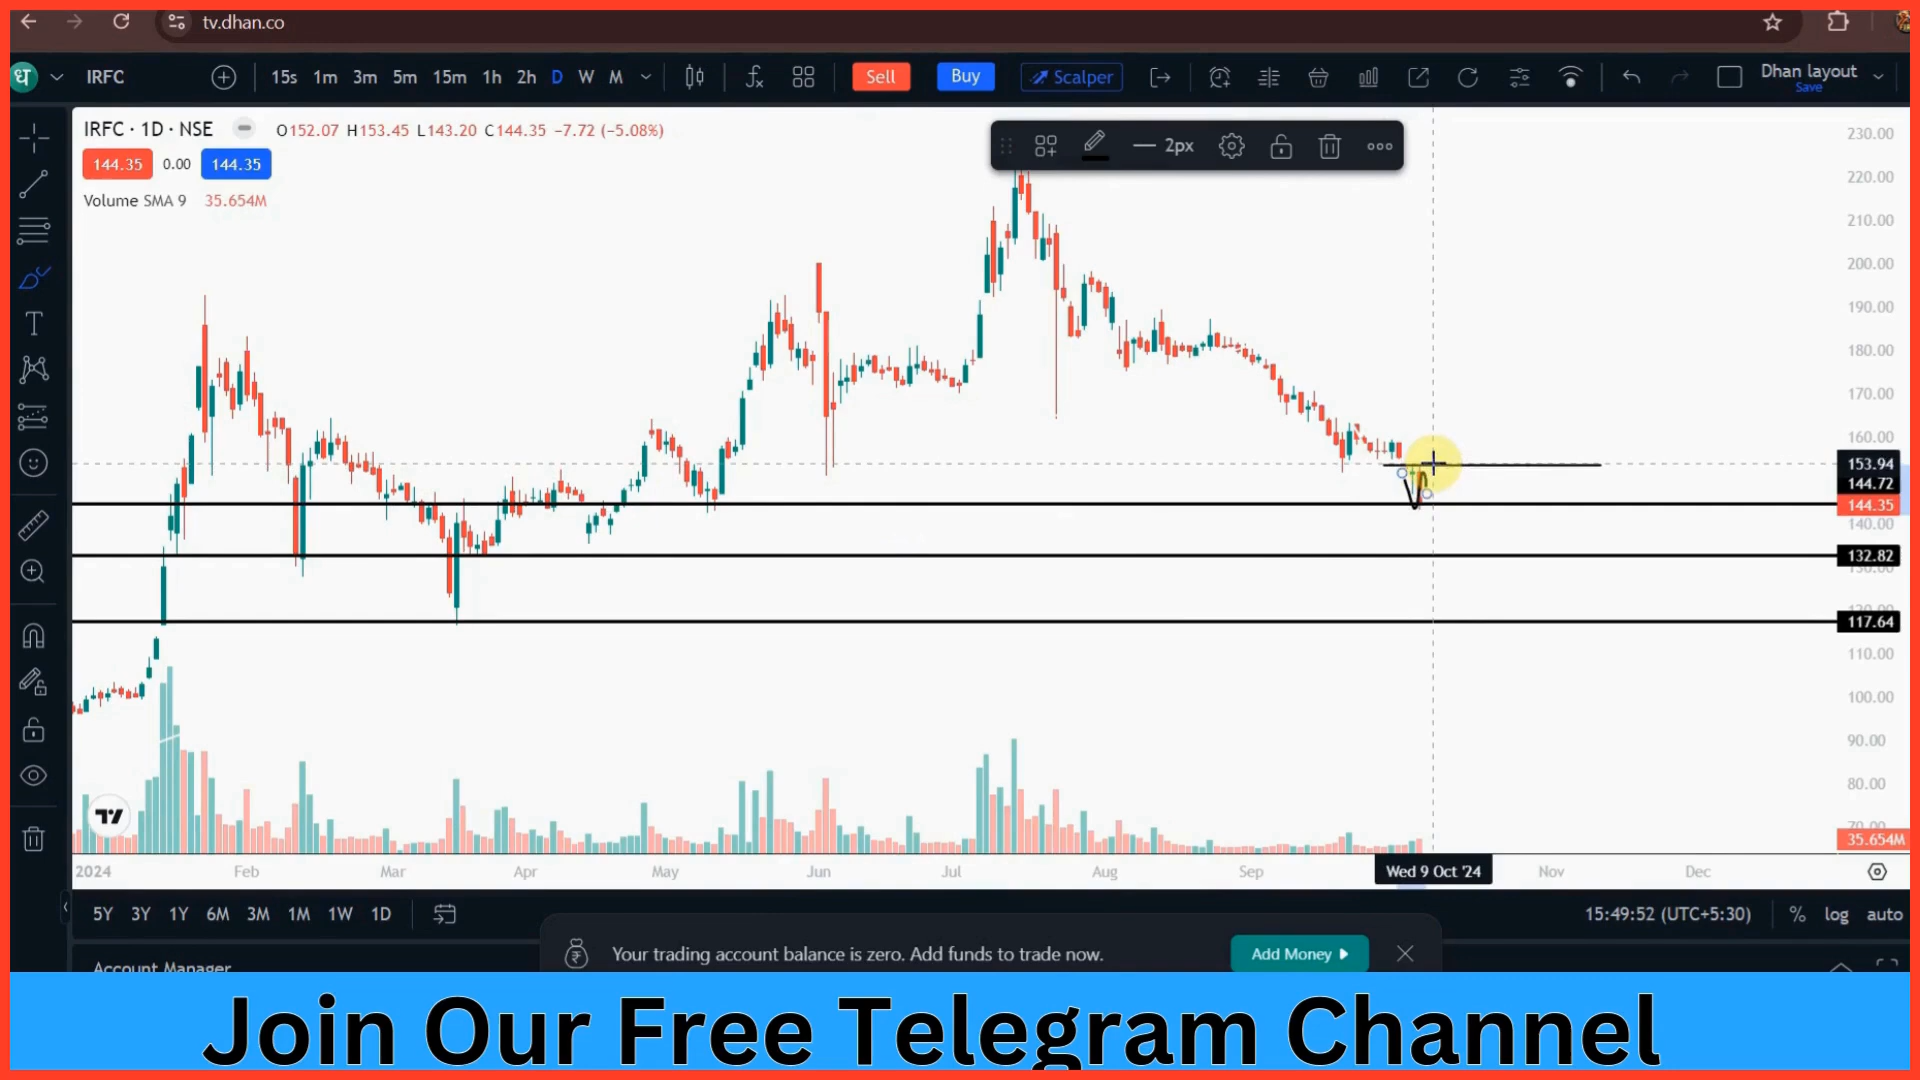 tv.dhan.co
ध IRFC 15s 1m 3m 5m 15m 1h 2h D W M Sell Buy Scalper Dhan layout
Save
IRFC · 1D · NSE O152.07 H153.45 L143.20 C144.35 −7.72 (−5.08%)
144.35 0.00 144.35
Volume SMA 9 35.654M
2px
230.00
220.00
210.00
200.00
190.00
180.00
170.00
160.00
153.94
144.72
144.35
140.00
132.82
117.64
110.00
100.00
90.00
80.00
70.00
35.654M
2024 Feb Mar Apr May Jun Jul Aug Sep Wed 9 Oct '24 Nov Dec
5Y 3Y 1Y 6M 3M 1M 1W 1D 15:49:52 (UTC+5:30) % log auto
Your trading account balance is zero. Add funds to trade now. Add Money
Account Manager
Join Our Free Telegram Channel